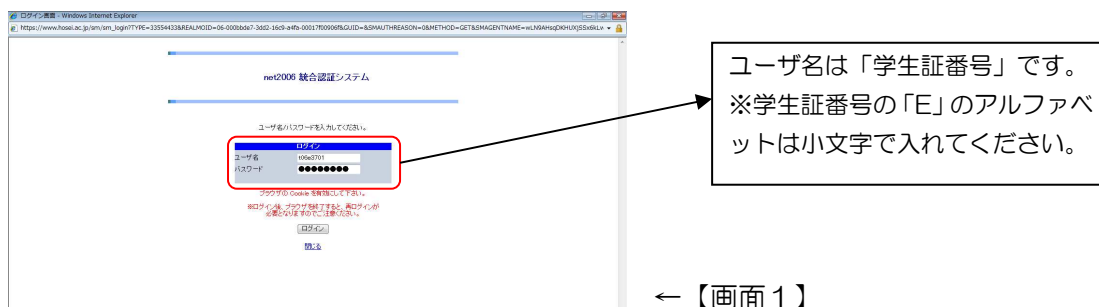 ログイン画面 - Windows Internet Explorer
net2006 統合認証システム
ユーザ名/パスワードを入力してください。
ログイン
ユーザ名 t06e3701
パスワード ●●●●●●●●
ブラウザの Cookie を有効にして下さい。
※ログイン後、ブラウザを終了すると、再ログインが
必要となりますのでご注意ください。
ログイン
閉じる
ユーザ名は「学生証番号」です。
※学生証番号の「E」のアルファベ
ットは小文字で入れてください。
←【画面１】